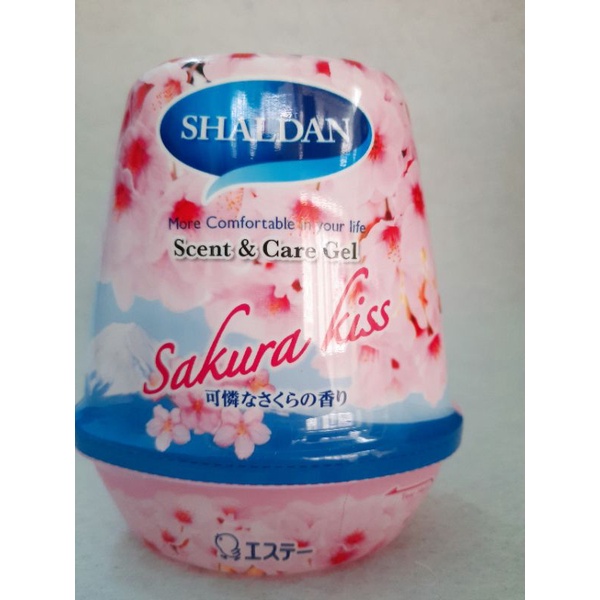 SHALDAN
More Comfortable in your life
Scent & Care Gel
Sakura kiss
可憐なさくらの香り
エステー